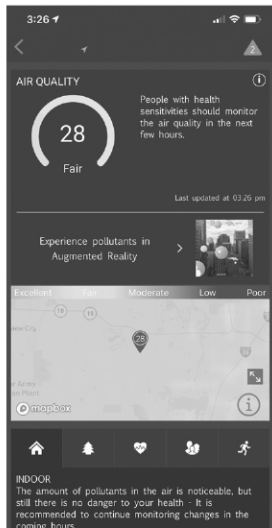 3:26
2
AIR QUALITY
28
Fair
People with health
sensitivities should monitor
the air quality in the next
few hours.
Last updated at 03.26 pm
Experience pollutants in
Augmented Reality
Excellent Fair Moderate Low Poor
18
18
28
mapbox
INDOOR
The amount of pollutants in the air is noticeable, but
still there is no danger to your health - It is
recommended to continue monitoring changes in the
coming hours.